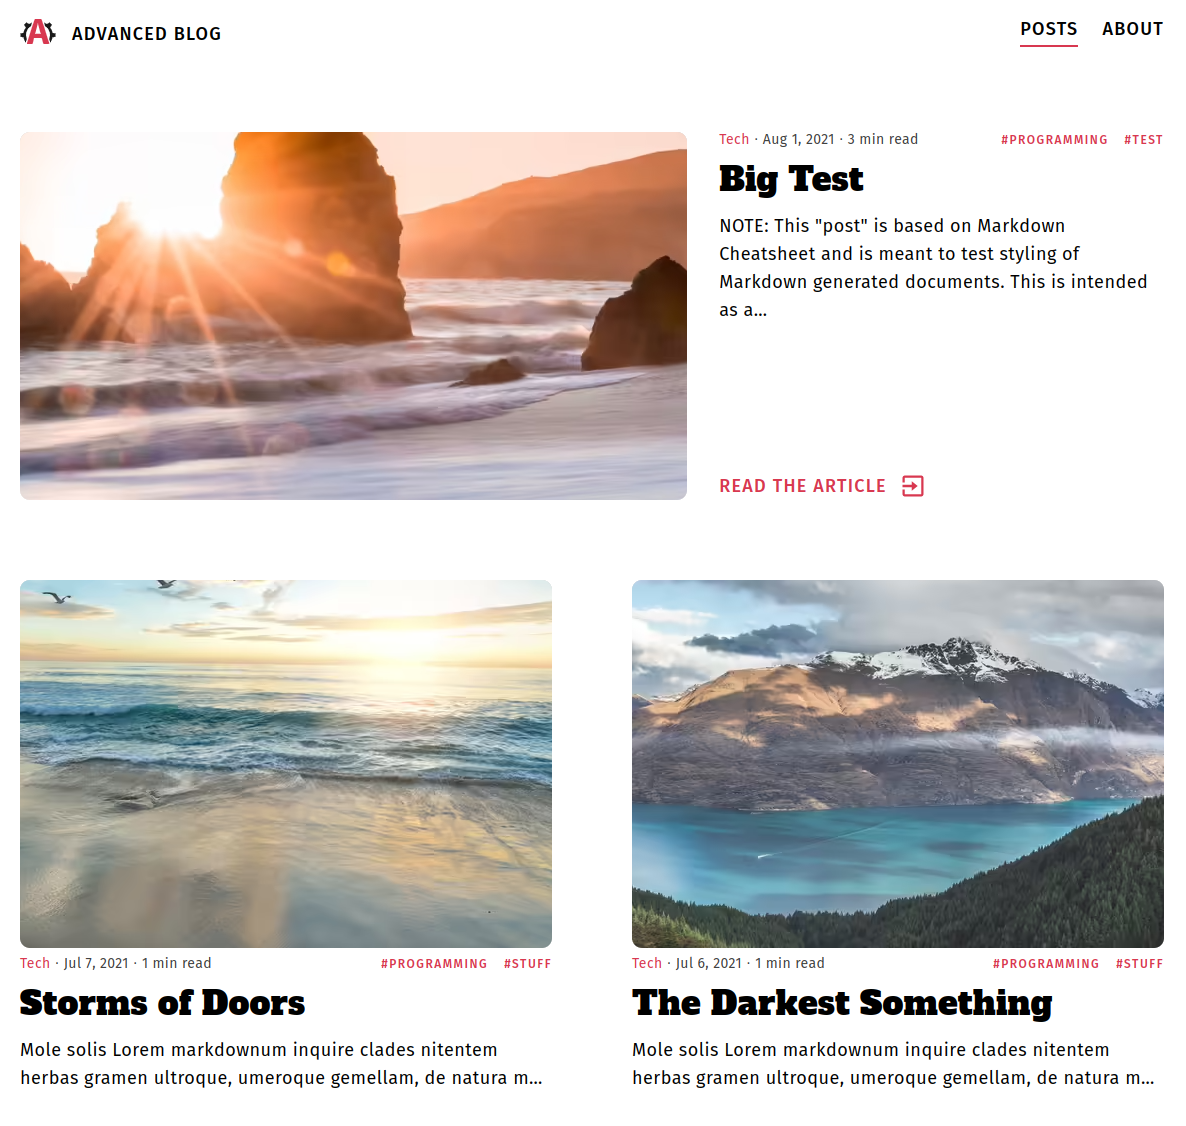 A ADVANCED BLOG
POSTS ABOUT
Tech · Aug 1, 2021 · 3 min read #PROGRAMMING #TEST
Big Test
NOTE: This "post" is based on Markdown
Cheatsheet and is meant to test styling of
Markdown generated documents. This is intended
as a...
READ THE ARTICLE
Tech · Jul 7, 2021 · 1 min read #PROGRAMMING #STUFF
Storms of Doors
Mole solis Lorem markdownum inquire clades nitentem
herbas gramen ultroque, umeroque gemellam, de natura m...
Tech · Jul 6, 2021 · 1 min read #PROGRAMMING #STUFF
The Darkest Something
Mole solis Lorem markdownum inquire clades nitentem
herbas gramen ultroque, umeroque gemellam, de natura m...